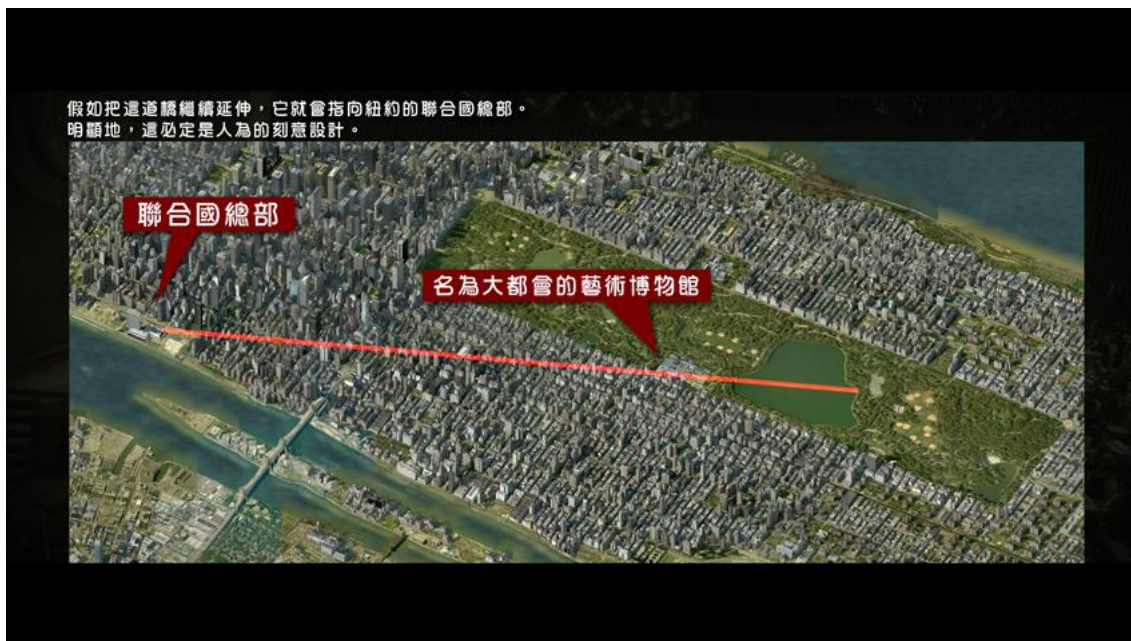 假如把這道橋繼續延伸，它就會指向紐約的聯合國總部。
明顯地，這必定是人為的刻意設計。
聯合國總部
名為大都會的藝術博物館